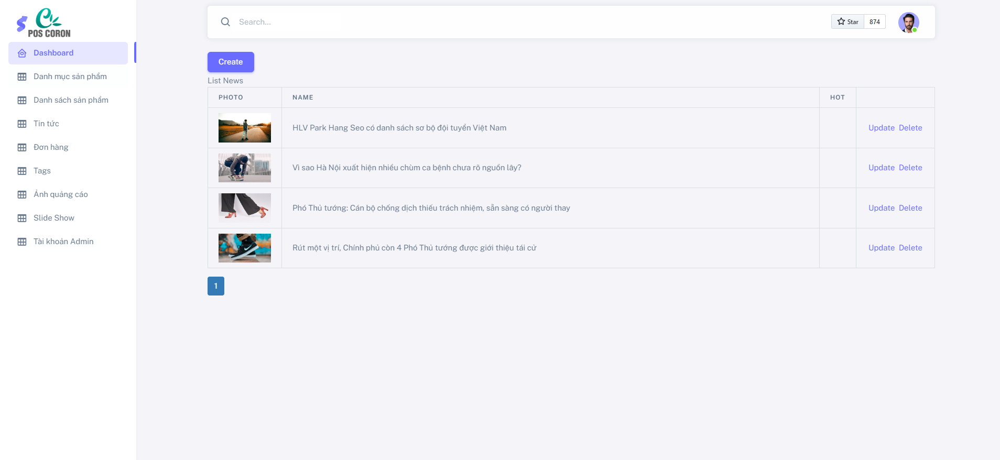 POS CORON
Dashboard
Danh mục sản phẩm
Danh sách sản phẩm
Tin tức
Đơn hàng
Tags
Ảnh quảng cáo
Slide Show
Tài khoản Admin
Search...
Star 874
Create
List News
PHOTO NAME HOT
HLV Park Hang Seo có danh sách sơ bộ đội tuyển Việt Nam Update Delete
Vì sao Hà Nội xuất hiện nhiều chùm ca bệnh chưa rõ nguồn lây? Update Delete
Phó Thủ tướng: Cán bộ chống dịch thiếu trách nhiệm, sẵn sàng có người thay Update Delete
Rút một vị trí, Chính phủ còn 4 Phó Thủ tướng được giới thiệu tái cử Update Delete
1